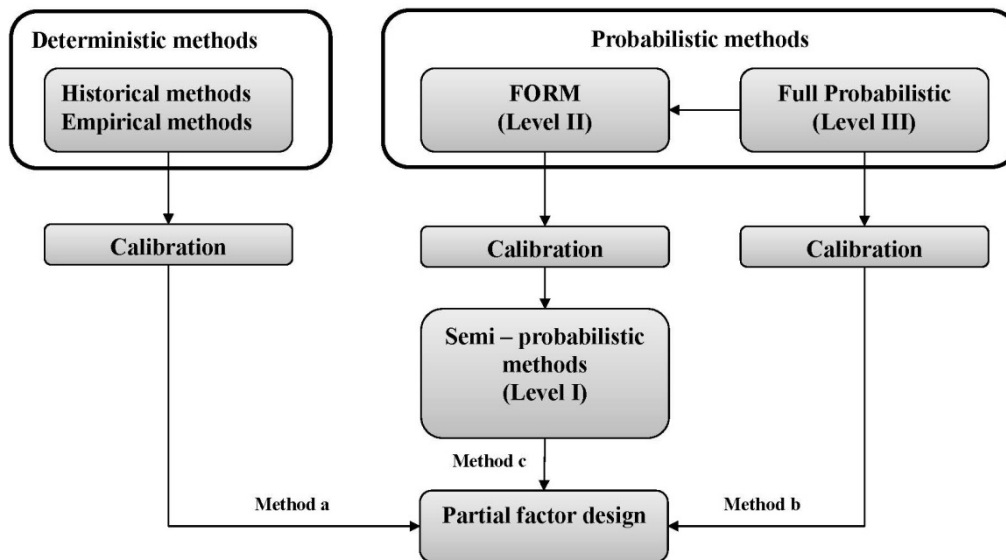 Deterministic methods
Historical methods
Empirical methods
Probabilistic methods
FORM
(Level II)
Full Probabilistic
(Level III)
Calibration
Calibration
Calibration
Semi – probabilistic
methods
(Level I)
Method c
Method a
Partial factor design
Method b